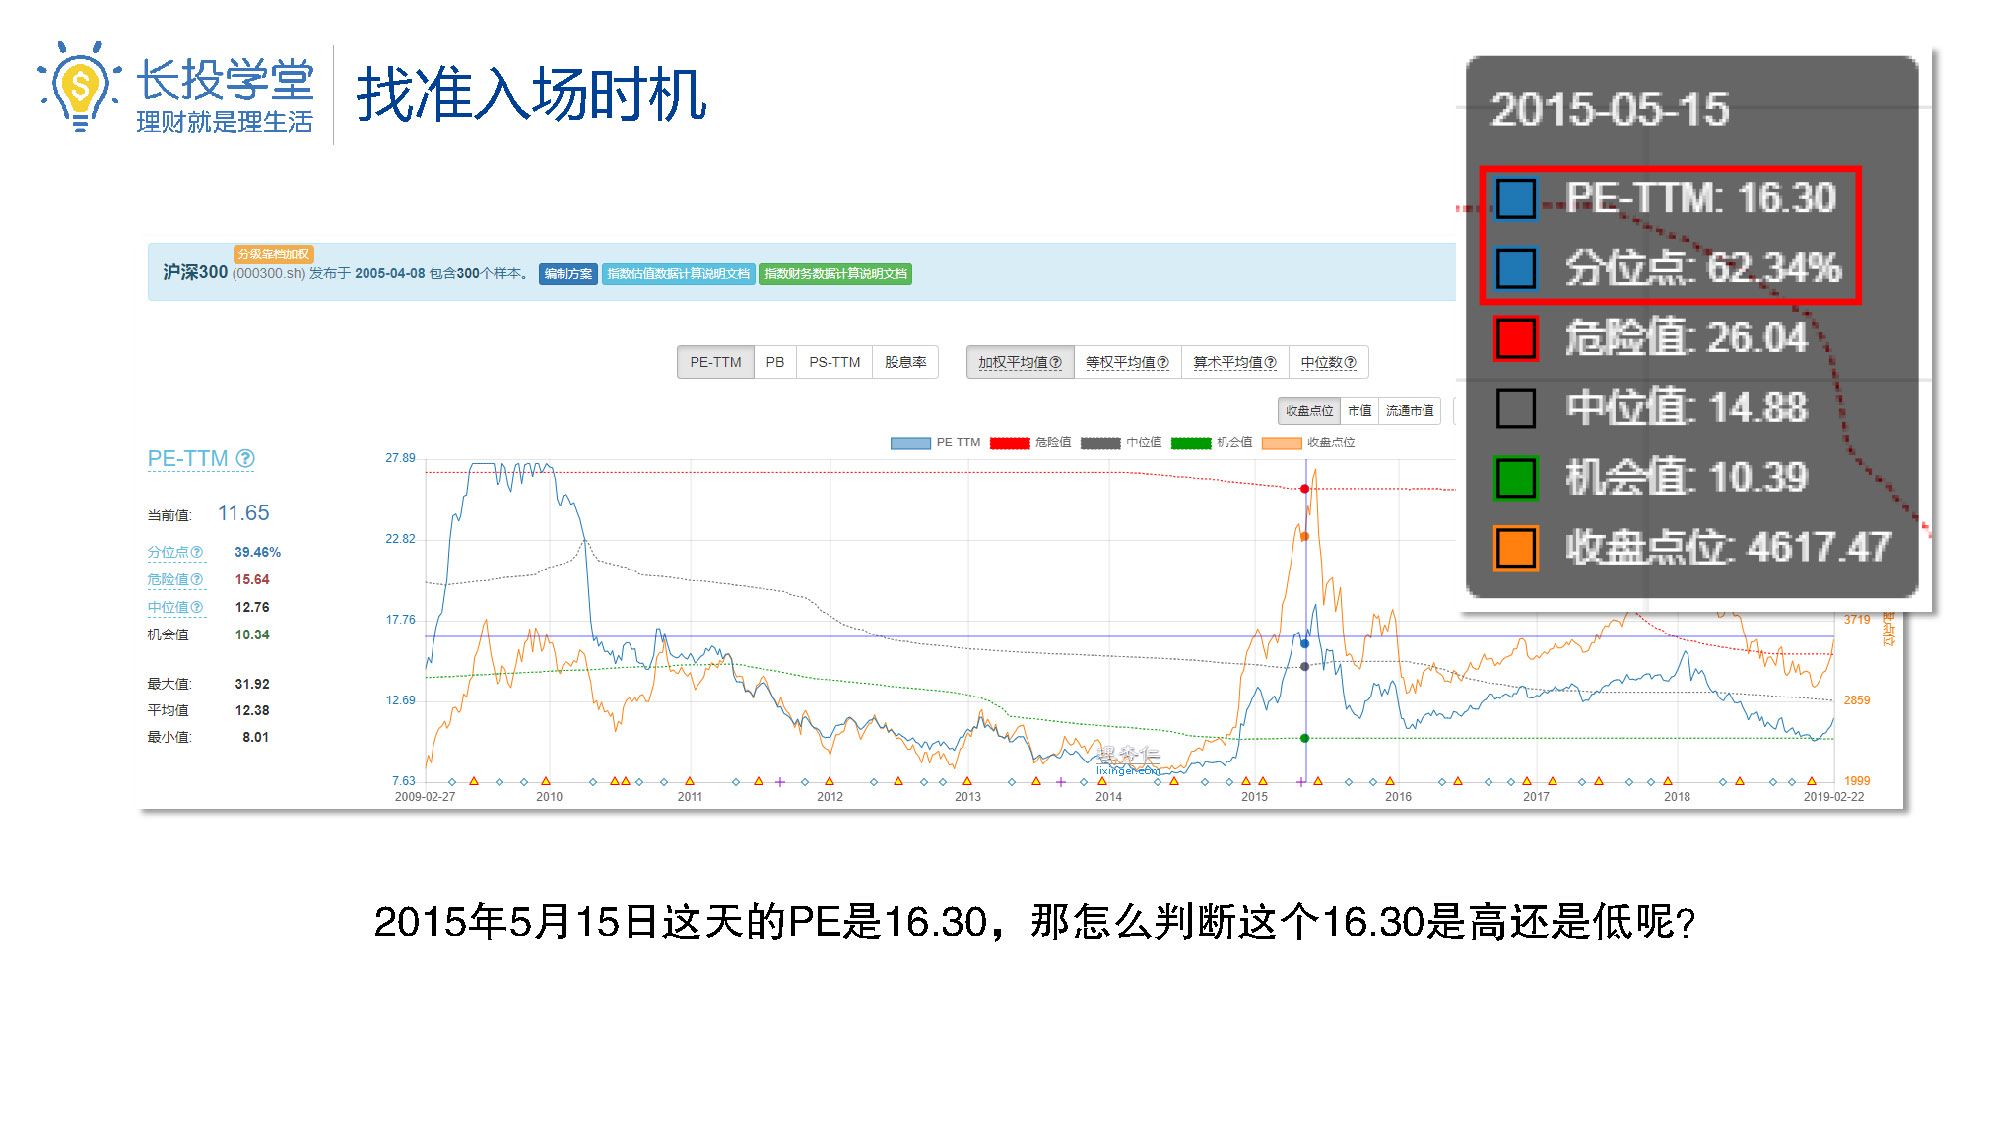 长投学堂
理财就是理生活
找准入场时机
2015-05-15
PE-TTM: 16.30
分位点: 62.34%
危险值: 26.04
中位值: 14.88
机会值: 10.39
收盘点位: 4617.47
分级靠档加权
沪深300 (000300.sh) 发布于 2005-04-08 包含300个样本。 编制方案 指数估值数据计算说明文档 指数财务数据计算说明文档
PE-TTM PB PS-TTM 股息率 加权平均值 等权平均值 算术平均值 中位数
收盘点位 市值 流通市值
PE TTM 危险值 中位值 机会值 收盘点位
PE-TTM
当前值: 11.65
分位点 39.46%
危险值 15.64
中位值 12.76
机会值 10.34
最大值: 31.92
平均值 12.38
最小值: 8.01
27.89
22.82
17.76
12.69
7.63
3719
2859
1999
理杏仁
lixinger.com
2009-02-27 2010 2011 2012 2013 2014 2015 2016 2017 2018 2019-02-22
2015年5月15日这天的PE是16.30，那怎么判断这个16.30是高还是低呢?